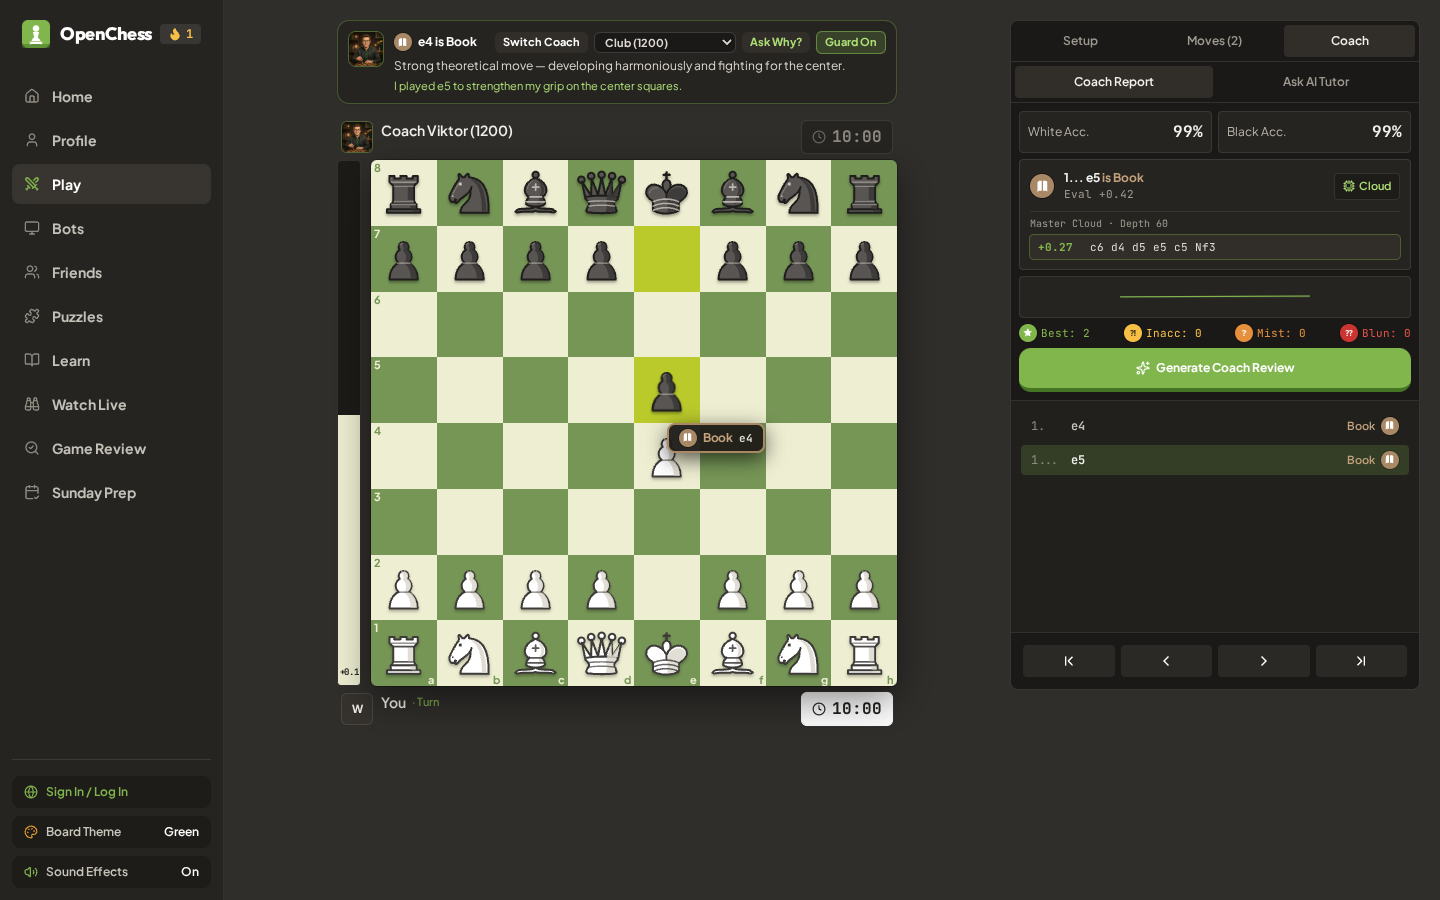 OpenChess 1
Home
Profile
Play
Bots
Friends
Puzzles
Learn
Watch Live
Game Review
Sunday Prep
Sign In / Log In
Board Theme Green
Sound Effects On
e4 is Book Switch Coach Club (1200) Ask Why? Guard On
Strong theoretical move — developing harmoniously and fighting for the center.
I played e5 to strengthen my grip on the center squares.
Coach Viktor (1200) 10:00
8
7
6
5
4
Book e4
3
2
1
a b c d e f g h
+0.1
W You · Turn 10:00
Setup Moves (2) Coach
Coach Report Ask AI Tutor
White Acc. 99% Black Acc. 99%
1... e5 is Book
Eval +0.42
Cloud
Master Cloud · Depth 60
+0.27 c6 d4 d5 e5 c5 Nf3
Best: 2 ?! Inacc: 0 ? Mist: 0 ?? Blun: 0
Generate Coach Review
1. e4 Book
1... e5 Book